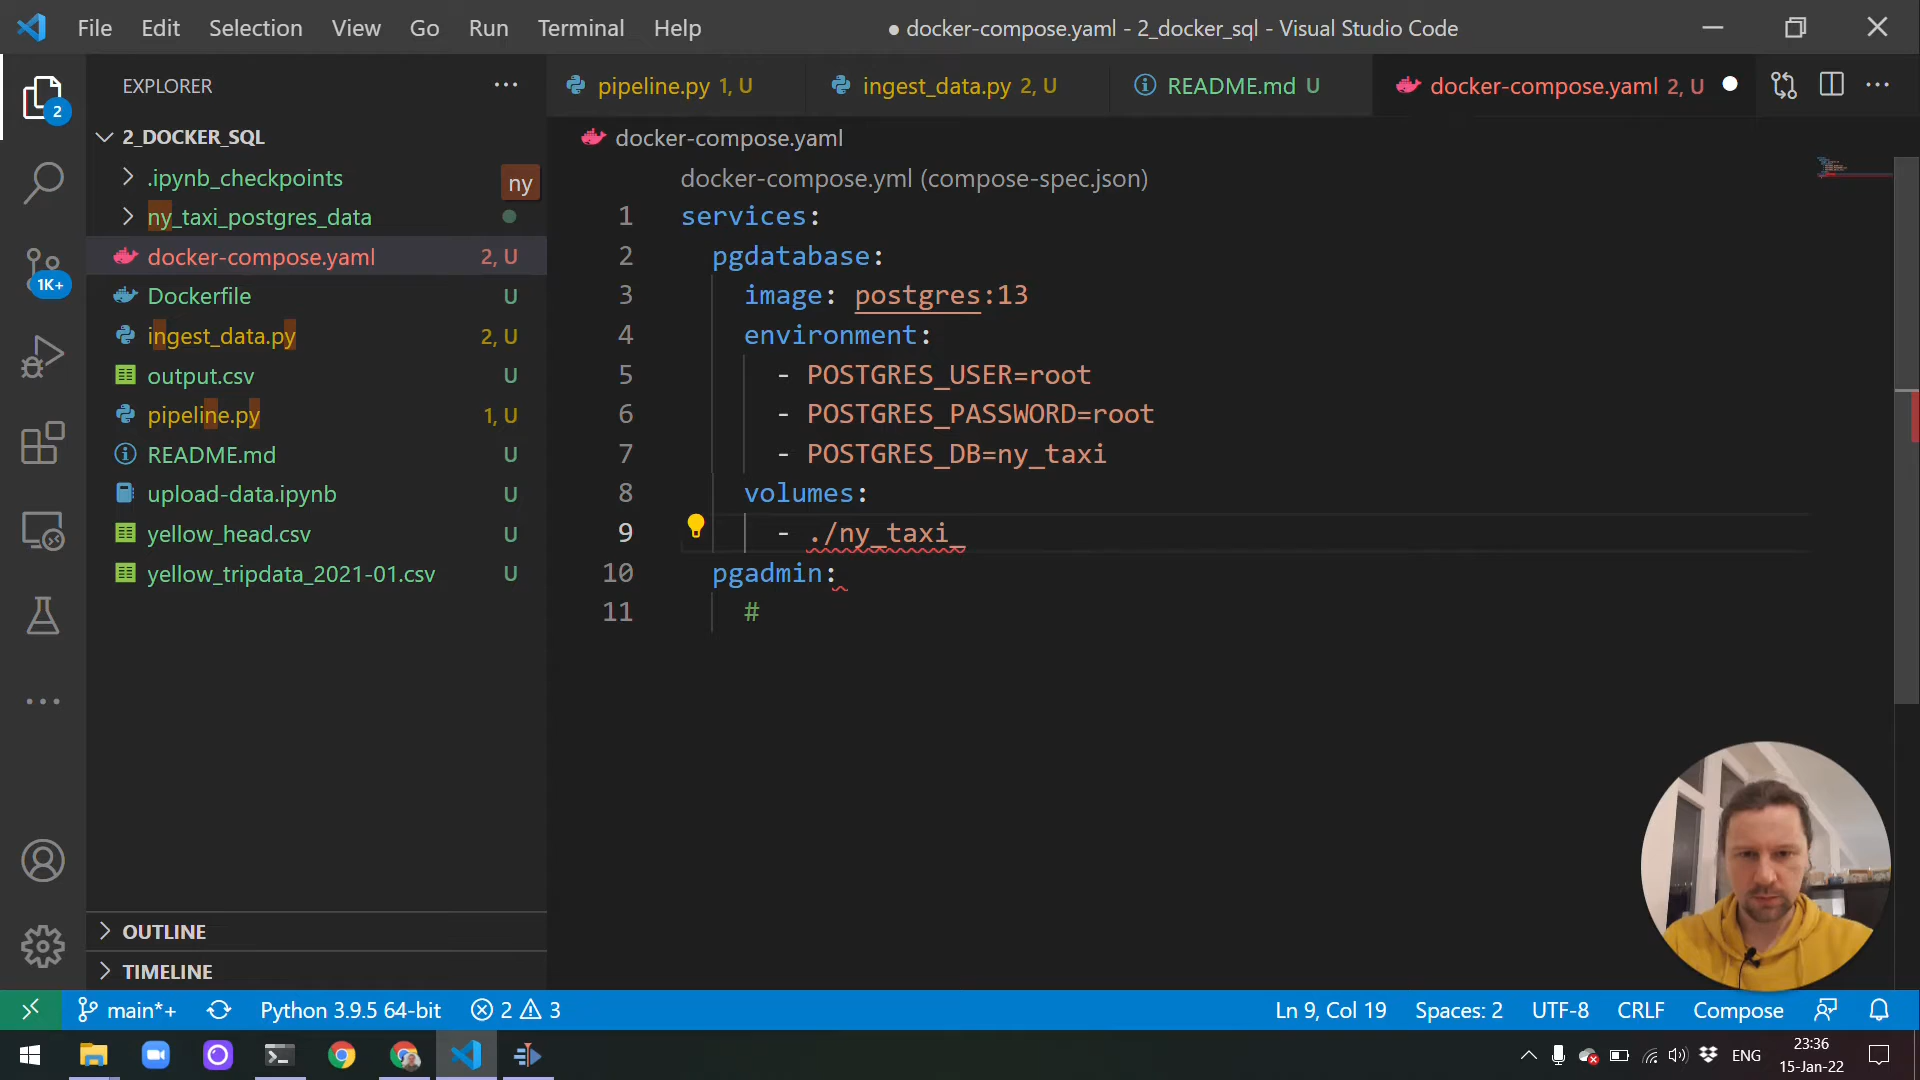 File Edit Selection View Go Run Terminal Help
● docker-compose.yaml - 2_docker_sql - Visual Studio Code
EXPLORER
pipeline.py 1, U
ingest_data.py 2, U
README.md U
docker-compose.yaml 2, U
2
1K+
2_DOCKER_SQL
.ipynb_checkpoints
ny
ny_taxi_postgres_data
docker-compose.yaml 2, U
Dockerfile U
ingest_data.py 2, U
output.csv U
pipeline.py 1, U
README.md U
upload-data.ipynb U
yellow_head.csv U
yellow_tripdata_2021-01.csv U
OUTLINE
TIMELINE
docker-compose.yaml
docker-compose.yml (compose-spec.json)
1 services:
2 pgdatabase:
3 image: postgres:13
4 environment:
5 - POSTGRES_USER=root
6 - POSTGRES_PASSWORD=root
7 - POSTGRES_DB=ny_taxi
8 volumes:
9 - ./ny_taxi_
10 pgadmin:
11 #
main*+ Python 3.9.5 64-bit 2 3
Ln 9, Col 19 Spaces: 2 UTF-8 CRLF Compose
ENG
23:36
15-Jan-22